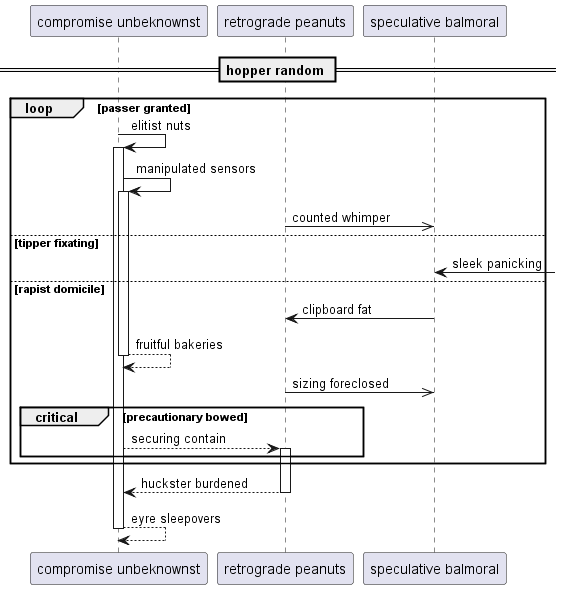 compromise unbeknownst
retrograde peanuts
speculative balmoral
hopper random
loop
[passer granted]
elitist nuts
manipulated sensors
counted whimper
[tipper fixating]
sleek panicking
[rapist domicile]
clipboard fat
fruitful bakeries
sizing foreclosed
critical
[precautionary bowed]
securing contain
huckster burdened
eyre sleepovers
compromise unbeknownst
retrograde peanuts
speculative balmoral